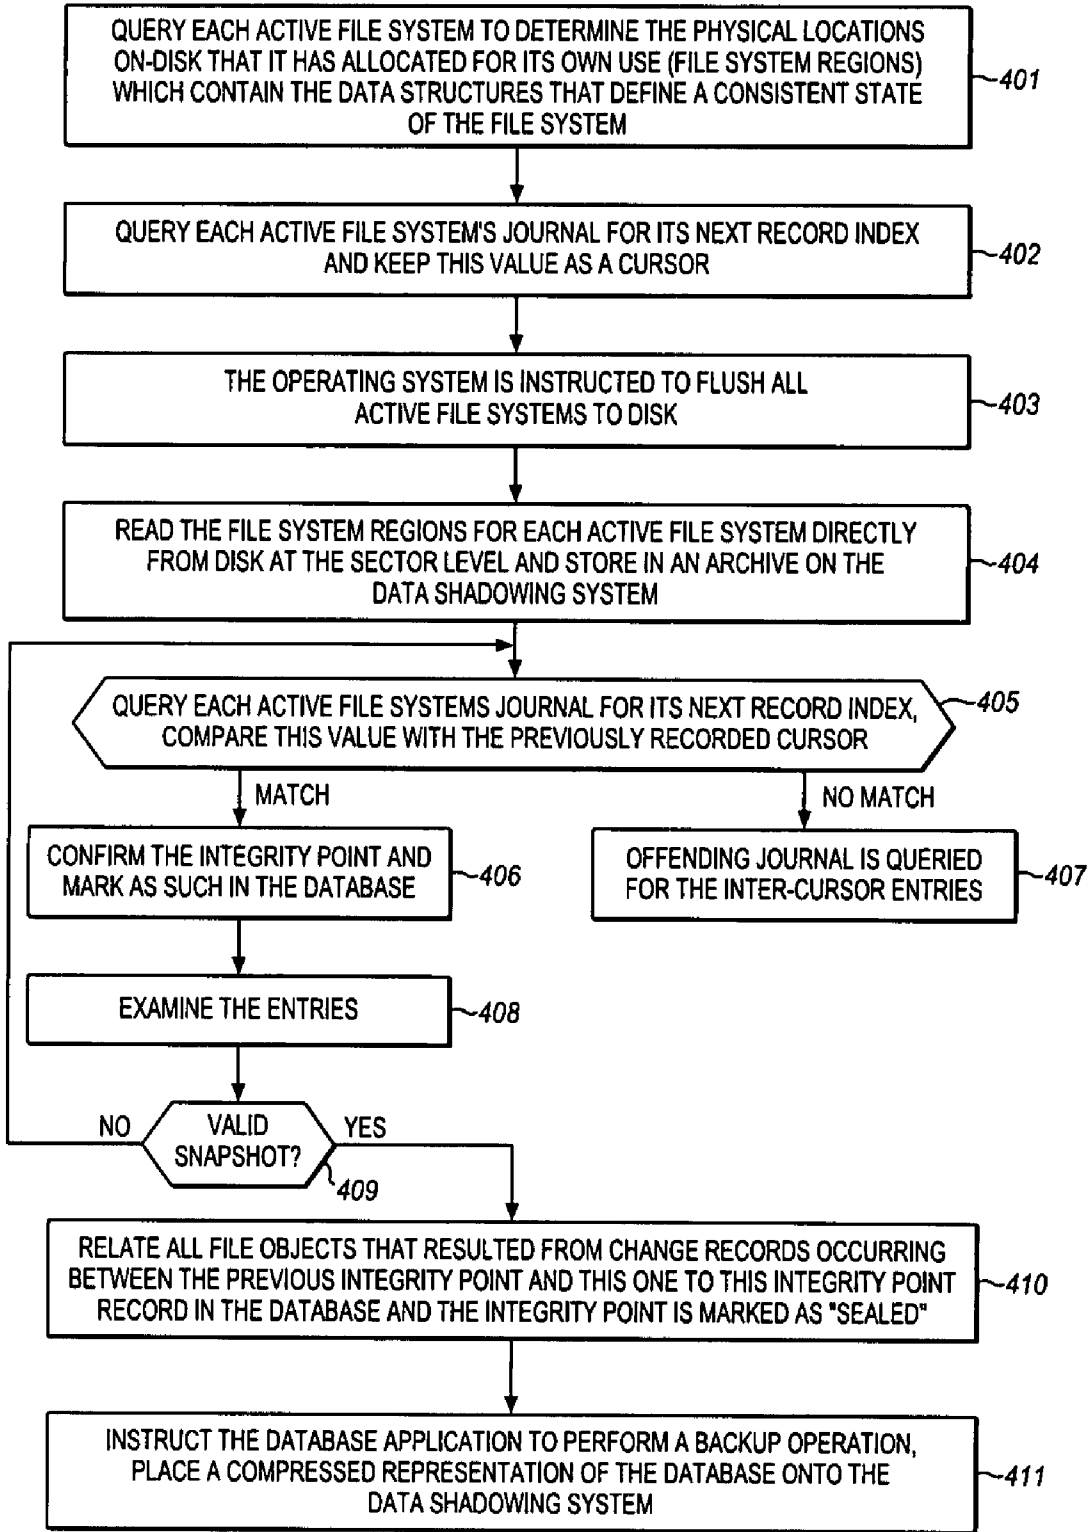 QUERY EACH ACTIVE FILE SYSTEM TO DETERMINE THE PHYSICAL LOCATIONS
ON-DISK THAT IT HAS ALLOCATED FOR ITS OWN USE (FILE SYSTEM REGIONS)
WHICH CONTAIN THE DATA STRUCTURES THAT DEFINE A CONSISTENT STATE
OF THE FILE SYSTEM
401
QUERY EACH ACTIVE FILE SYSTEM'S JOURNAL FOR ITS NEXT RECORD INDEX
AND KEEP THIS VALUE AS A CURSOR
402
THE OPERATING SYSTEM IS INSTRUCTED TO FLUSH ALL
ACTIVE FILE SYSTEMS TO DISK
403
READ THE FILE SYSTEM REGIONS FOR EACH ACTIVE FILE SYSTEM DIRECTLY
FROM DISK AT THE SECTOR LEVEL AND STORE IN AN ARCHIVE ON THE
DATA SHADOWING SYSTEM
404
QUERY EACH ACTIVE FILE SYSTEMS JOURNAL FOR ITS NEXT RECORD INDEX,
COMPARE THIS VALUE WITH THE PREVIOUSLY RECORDED CURSOR
405
MATCH
NO MATCH
CONFIRM THE INTEGRITY POINT AND
MARK AS SUCH IN THE DATABASE
406
OFFENDING JOURNAL IS QUERIED
FOR THE INTER-CURSOR ENTRIES
407
EXAMINE THE ENTRIES
408
NO
VALID
SNAPSHOT?
YES
409
RELATE ALL FILE OBJECTS THAT RESULTED FROM CHANGE RECORDS OCCURRING
BETWEEN THE PREVIOUS INTEGRITY POINT AND THIS ONE TO THIS INTEGRITY POINT
RECORD IN THE DATABASE AND THE INTEGRITY POINT IS MARKED AS "SEALED"
410
INSTRUCT THE DATABASE APPLICATION TO PERFORM A BACKUP OPERATION,
PLACE A COMPRESSED REPRESENTATION OF THE DATABASE ONTO THE
DATA SHADOWING SYSTEM
411